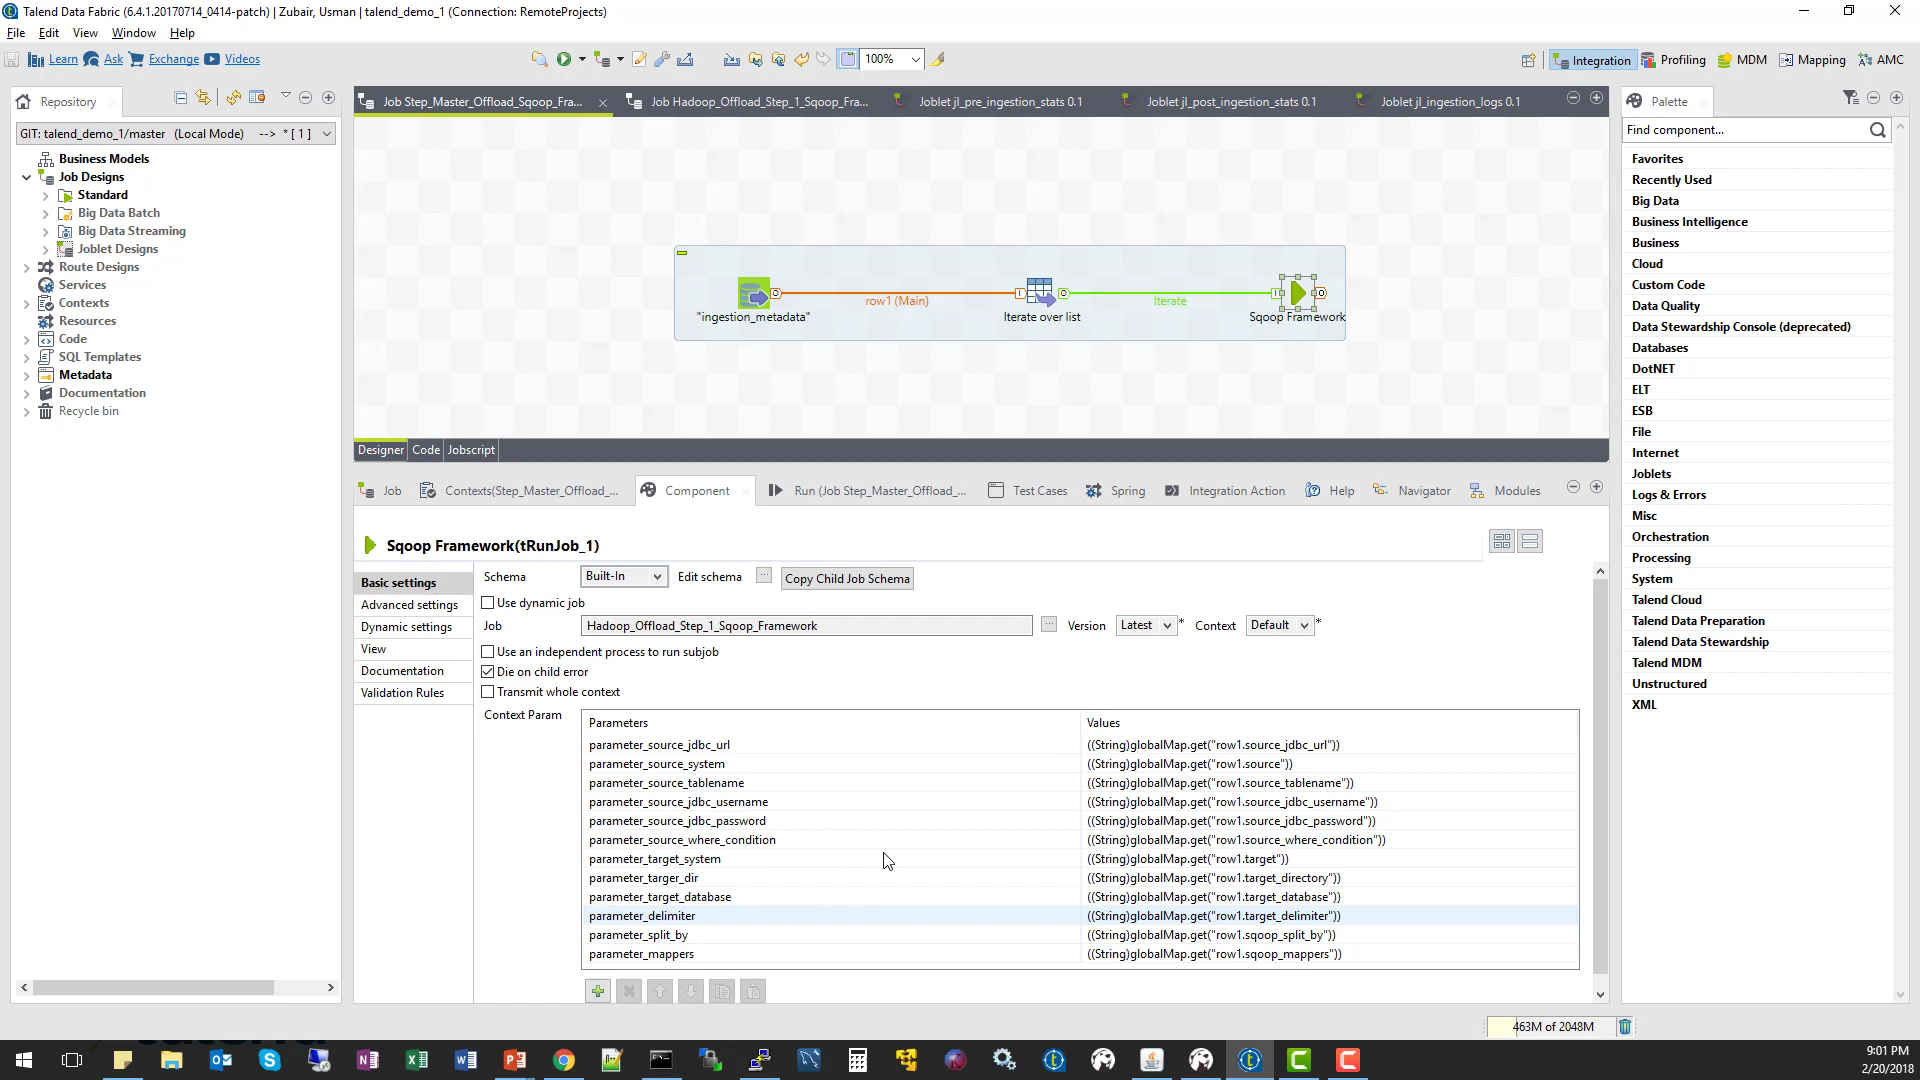 Talend Data Fabric (6.4.1.20170714_0414-patch) | Zubair, Usman | talend_demo_1 (Connection: RemoteProjects)
File Edit View Window Help
Learn Ask Exchange Videos 100% Integration Profiling MDM Mapping AMC
Repository
GIT: talend_demo_1/master (Local Mode) --> * [ 1 ]
Business Models
Job Designs
Standard
Big Data Batch
Big Data Streaming
Joblet Designs
Route Designs
Services
Contexts
Resources
Code
SQL Templates
Metadata
Documentation
Recycle bin
Job Step_Master_Offload_Sqoop_Fra... Job Hadoop_Offload_Step_1_Sqoop_Fra... Joblet jl_pre_ingestion_stats 0.1 Joblet jl_post_ingestion_stats 0.1 Joblet jl_ingestion_logs 0.1
row1 (Main) Iterate
"ingestion_metadata" Iterate over list Sqoop Framework
Designer Code Jobscript
Job Contexts(Step_Master_Offload_... Component Run (Job Step_Master_Offload_... Test Cases Spring Integration Action Help Navigator Modules
Sqoop Framework(tRunJob_1)
Basic settings
Advanced settings
Dynamic settings
View
Documentation
Validation Rules
Schema Built-In Edit schema ... Copy Child Job Schema
Use dynamic job
Job Hadoop_Offload_Step_1_Sqoop_Framework ... Version Latest * Context Default *
Use an independent process to run subjob
Die on child error
Transmit whole context
Context Param Parameters Values
parameter_source_jdbc_url ((String)globalMap.get("row1.source_jdbc_url"))
parameter_source_system ((String)globalMap.get("row1.source"))
parameter_source_tablename ((String)globalMap.get("row1.source_tablename"))
parameter_source_jdbc_username ((String)globalMap.get("row1.source_jdbc_username"))
parameter_source_jdbc_password ((String)globalMap.get("row1.source_jdbc_password"))
parameter_source_where_condition ((String)globalMap.get("row1.source_where_condition"))
parameter_target_system ((String)globalMap.get("row1.target"))
parameter_targer_dir ((String)globalMap.get("row1.target_directory"))
parameter_target_database ((String)globalMap.get("row1.target_database"))
parameter_delimiter ((String)globalMap.get("row1.target_delimiter"))
parameter_split_by ((String)globalMap.get("row1.sqoop_split_by"))
parameter_mappers ((String)globalMap.get("row1.sqoop_mappers"))
Palette
Find component...
Favorites
Recently Used
Big Data
Business Intelligence
Business
Cloud
Custom Code
Data Quality
Data Stewardship Console (deprecated)
Databases
DotNET
ELT
ESB
File
Internet
Joblets
Logs & Errors
Misc
Orchestration
Processing
System
Talend Cloud
Talend Data Preparation
Talend Data Stewardship
Talend MDM
Unstructured
XML
463M of 2048M
9:01 PM
2/20/2018